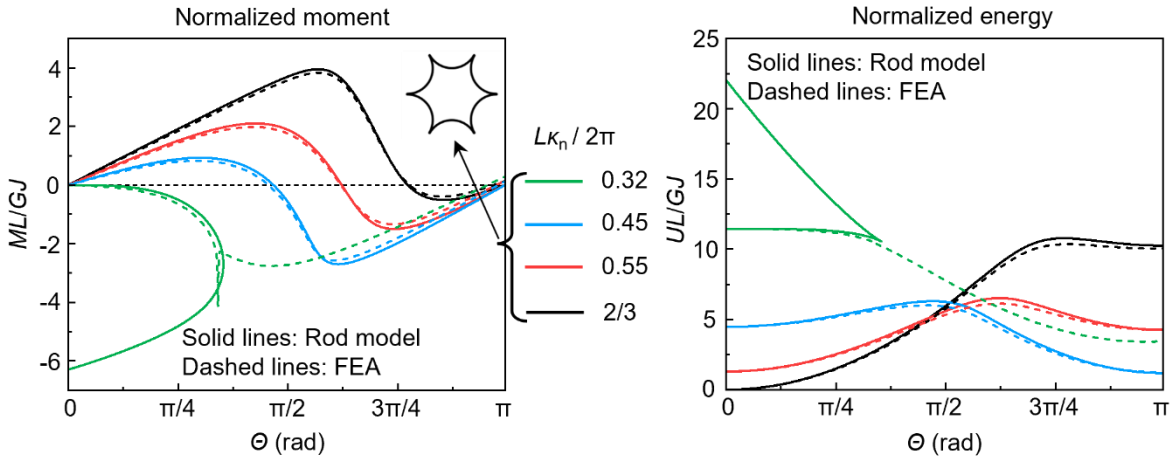 Normalized moment
ML/GJ
4
2
0
-2
-4
-6
Solid lines: Rod model
Dashed lines: FEA
0
π/4
π/2
3π/4
π
Θ (rad)
Lκn / 2π
0.32
0.45
0.55
2/3
Normalized energy
UL/GJ
25
20
15
10
5
0
Solid lines: Rod model
Dashed lines: FEA
0
π/4
π/2
3π/4
π
Θ (rad)